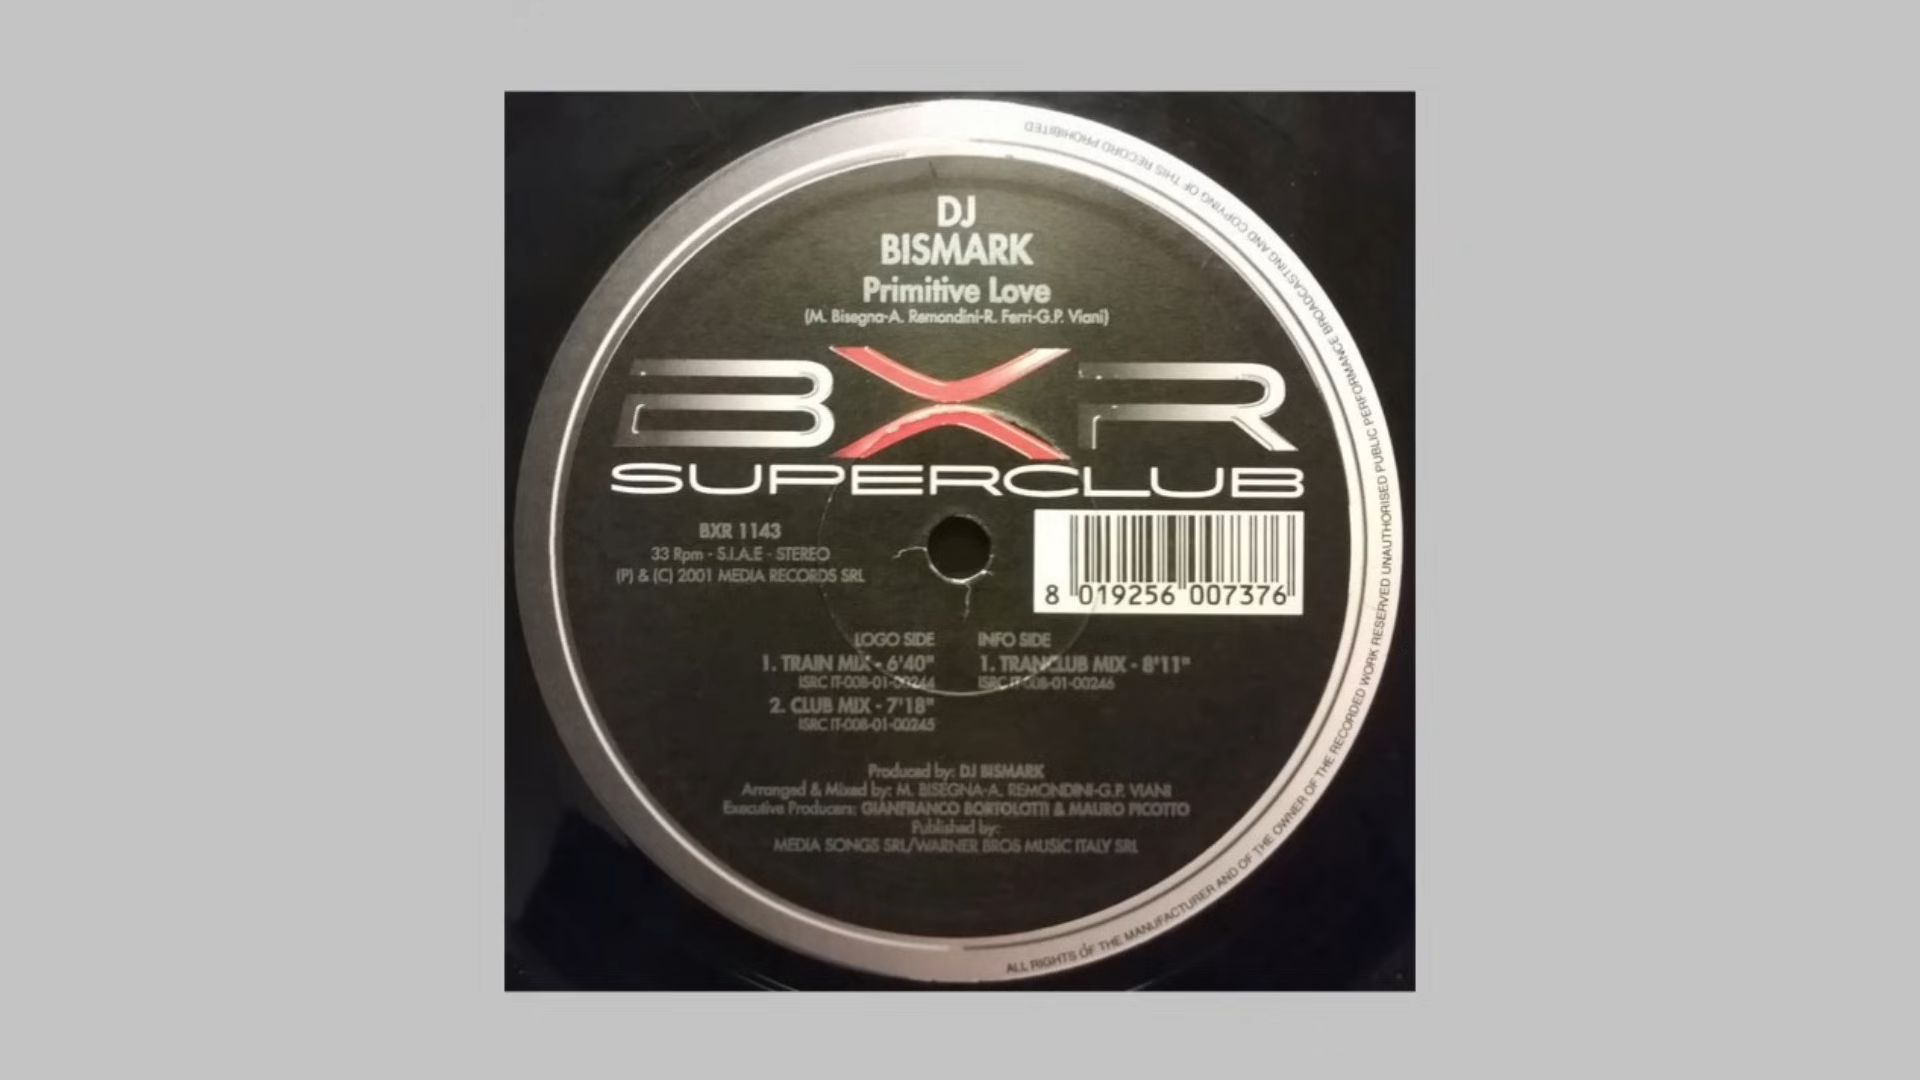 DJ
BISMARK
Primitive Love
(M. Bisegna-A. Remondini-R. Ferri-G.P. Viani)
BXR
SUPERCLUB
BXR 1143
33 Rpm - S.I.A.E - STEREO
(P) & (C) 2001 MEDIA RECORDS SRL
8 019256 007376
LOGO SIDE
1. TRAIN MIX - 6'40"
ISRC IT-008-01-00244
2. CLUB MIX - 7'18"
ISRC IT-008-01-00245
INFO SIDE
1. TRANCLUB MIX - 8'11"
ISRC IT-008-01-00246
Produced by: DJ BISMARK
Arranged & Mixed by: M. BISEGNA-A. REMONDINI-G.P. VIANI
Executive Producers: GIANFRANCO BORTOLOTTI & MAURO PICOTTO
Published by:
MEDIA SONGS SRL/WARNER BROS MUSIC ITALY SRL
ALL RIGHTS OF THE MANUFACTURER AND OF THE OWNER OF THE RECORDED WORK RESERVED UNAUTHORISED PUBLIC PERFORMANCE BROADCASTING AND COPYING OF THIS RECORD PROHIBITED